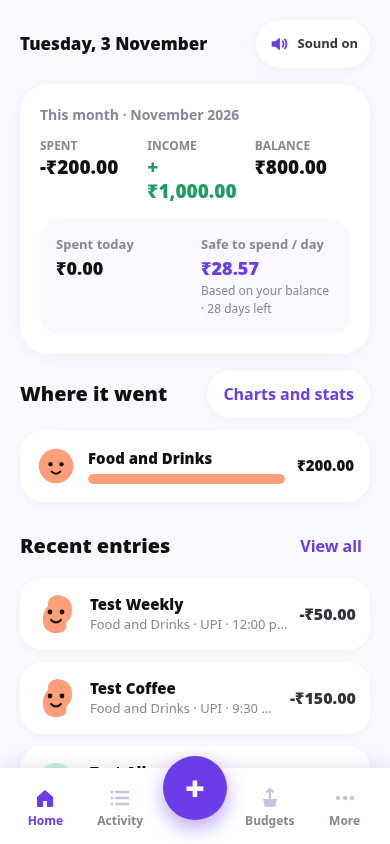 Tuesday, 3 November
Sound on
This month · November 2026
SPENT
INCOME
BALANCE
-₹200.00
+
₹1,000.00
₹800.00
Spent today
Safe to spend / day
₹0.00
₹28.57
Based on your balance
· 28 days left
Where it went
Charts and stats
Food and Drinks
₹200.00
Recent entries
View all
Test Weekly
-₹50.00
Food and Drinks · UPI · 12:00 p...
Test Coffee
-₹150.00
Food and Drinks · UPI · 9:30 ...
Home
Activity
Budgets
More